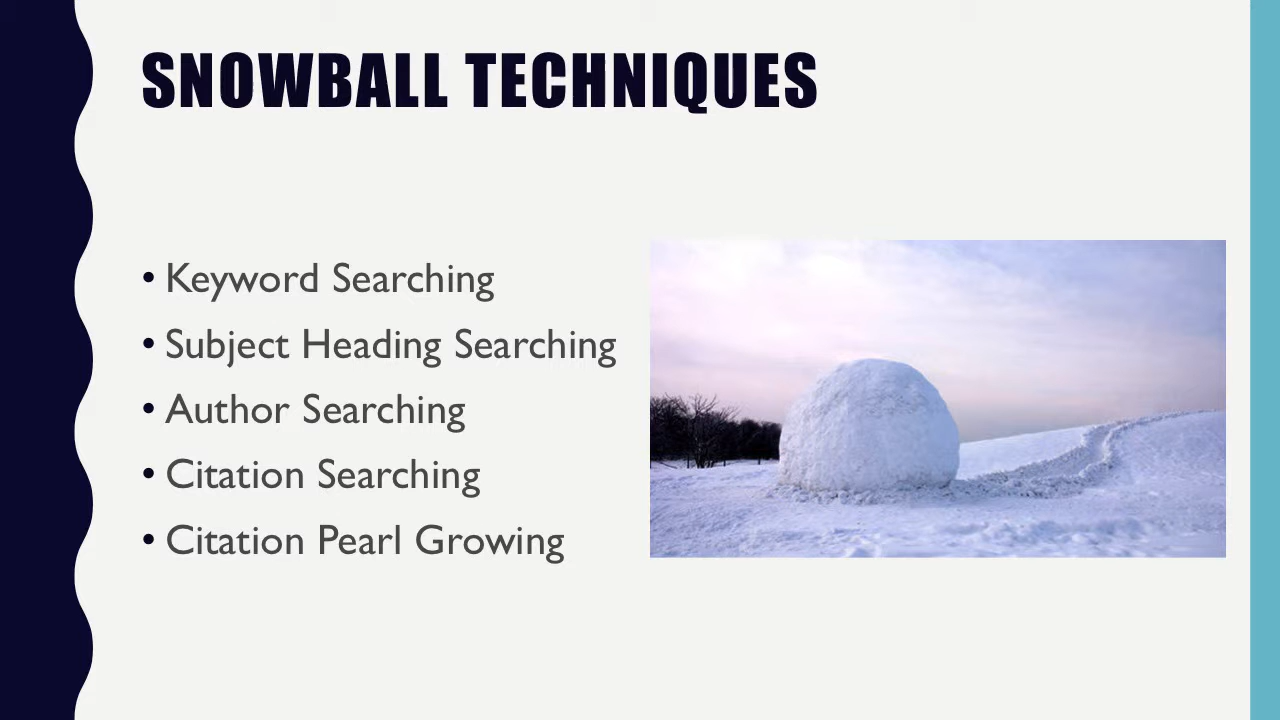 SNOWBALL TECHNIQUES
• Keyword Searching
• Subject Heading Searching
• Author Searching
• Citation Searching
• Citation Pearl Growing